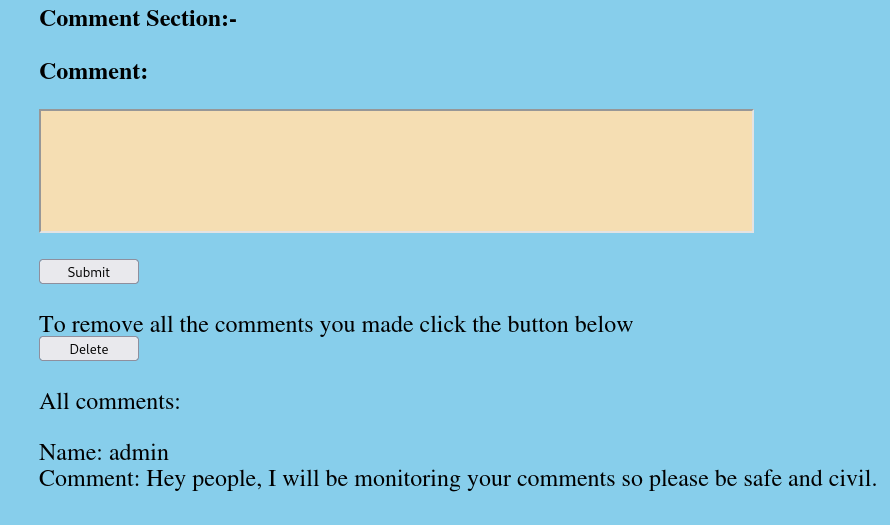 Comment Section:-
Comment:
Submit
To remove all the comments you made click the button below
Delete
All comments:
Name: admin
Comment: Hey people, I will be monitoring your comments so please be safe and civil.